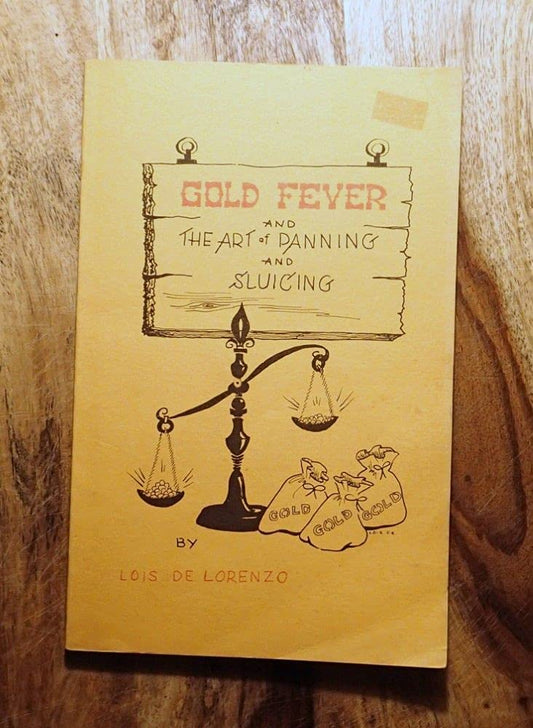 GOLD FEVER
AND
THE ART of PANNING
AND
SLUICING
GOLD
GOLD
GOLD
BY
LOIS DE LORENZO